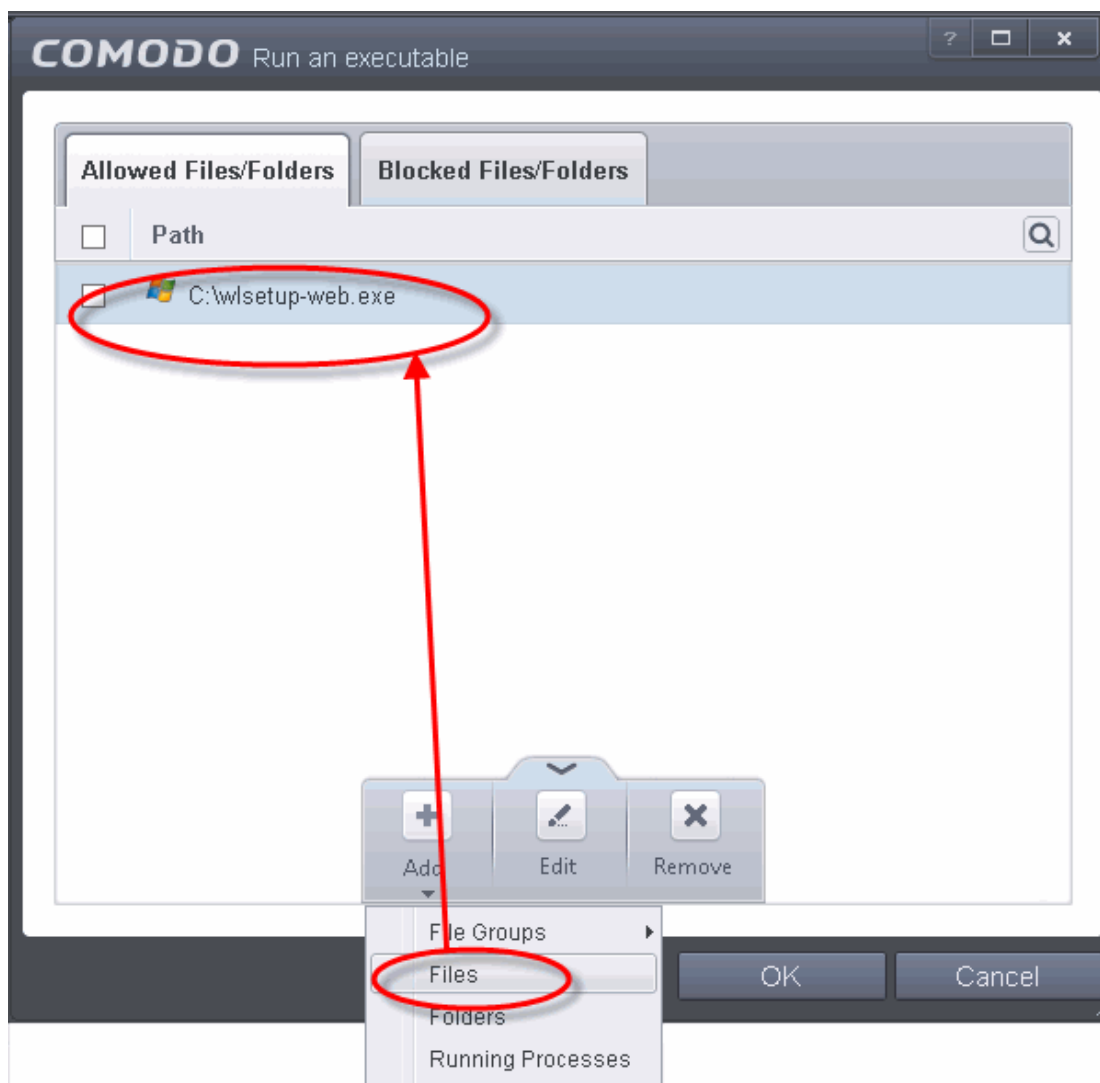 COMODO Run an executable
?
Allowed Files/Folders Blocked Files/Folders
Path
C:\wlsetup-web.exe
Add Edit Remove
File Groups
Files
Folders
Running Processes
OK Cancel